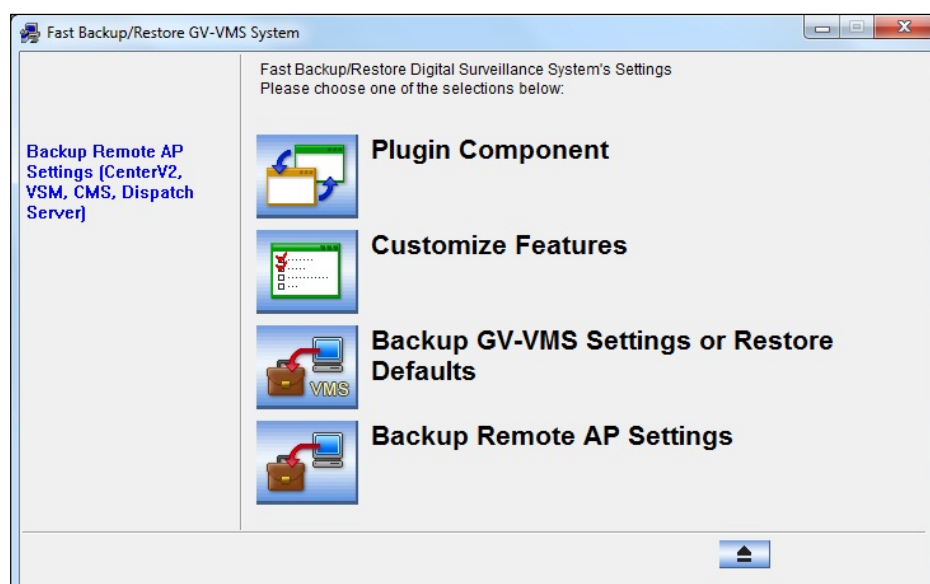 Fast Backup/Restore GV-VMS System
Fast Backup/Restore Digital Surveillance System's Settings
Please choose one of the selections below:
Backup Remote AP
Settings (CenterV2,
VSM, CMS, Dispatch
Server)
Plugin Component
Customize Features
Backup GV-VMS Settings or Restore
Defaults
VMS
Backup Remote AP Settings